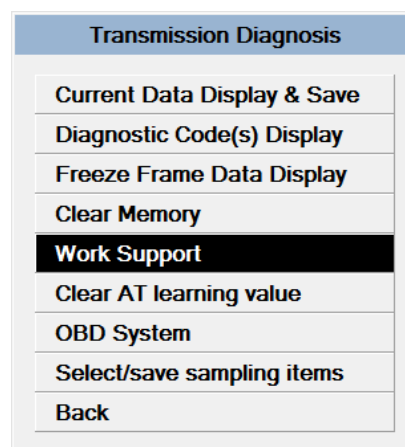 Transmission Diagnosis
Current Data Display & Save
Diagnostic Code(s) Display
Freeze Frame Data Display
Clear Memory
Work Support
Clear AT learning value
OBD System
Select/save sampling items
Back